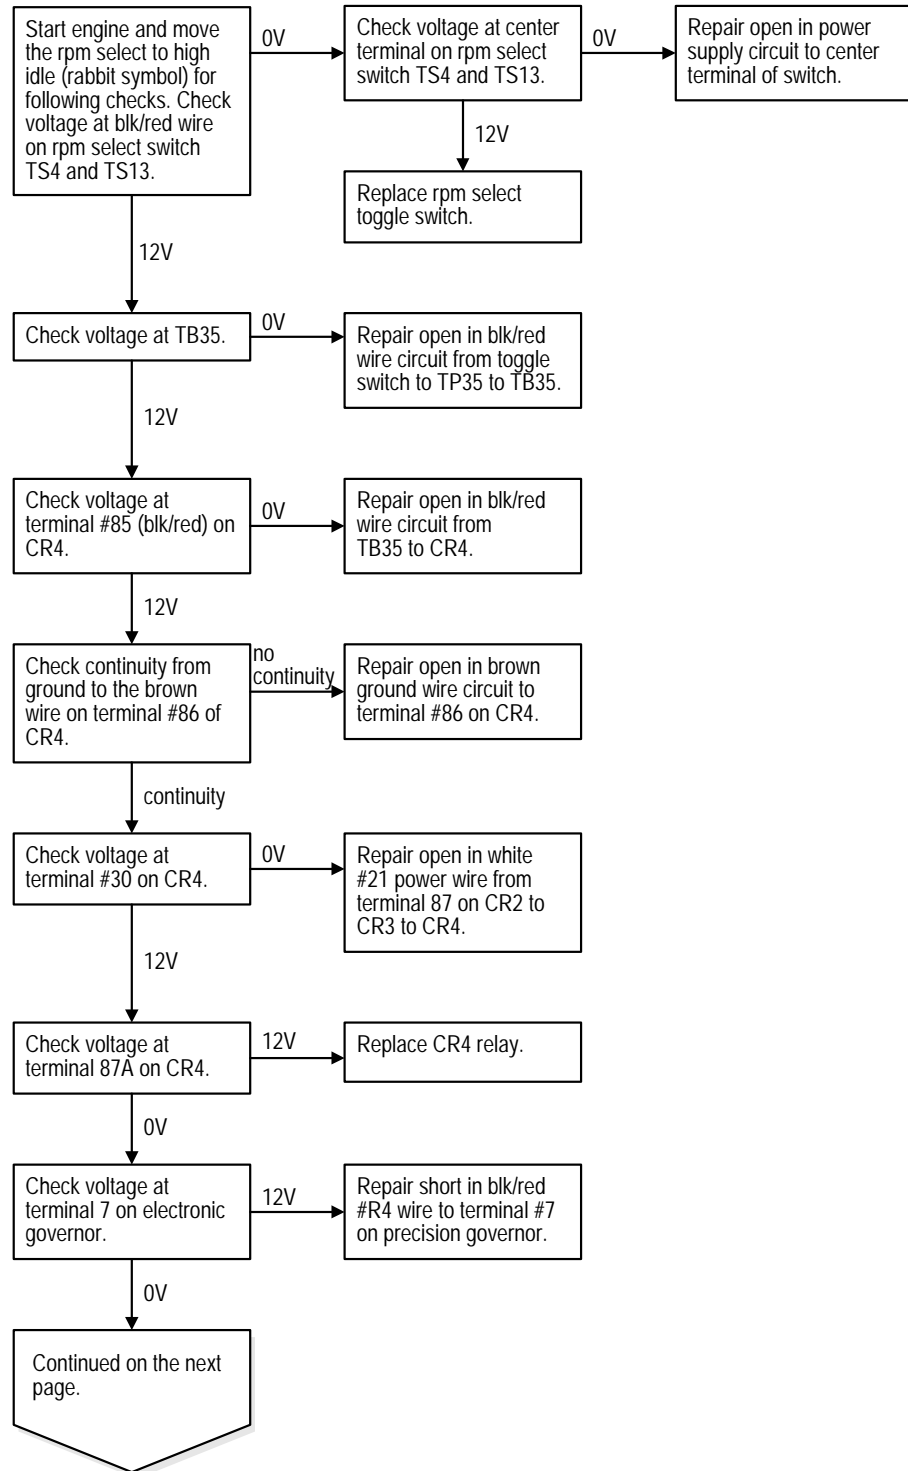 Start engine and move
the rpm select to high
idle (rabbit symbol) for
following checks. Check
voltage at blk/red wire
on rpm select switch
TS4 and TS13.
0V
Check voltage at center
terminal on rpm select
switch TS4 and TS13.
0V
Repair open in power
supply circuit to center
terminal of switch.
12V
Replace rpm select
toggle switch.
12V
Check voltage at TB35.
0V
Repair open in blk/red
wire circuit from toggle
switch to TP35 to TB35.
12V
Check voltage at
terminal #85 (blk/red) on
CR4.
0V
Repair open in blk/red
wire circuit from
TB35 to CR4.
12V
Check continuity from
ground to the brown
wire on terminal #86 of
CR4.
no
continuity
Repair open in brown
ground wire circuit to
terminal #86 on CR4.
continuity
Check voltage at
terminal #30 on CR4.
0V
Repair open in white
#21 power wire from
terminal 87 on CR2 to
CR3 to CR4.
12V
Check voltage at
terminal 87A on CR4.
12V
Replace CR4 relay.
0V
Check voltage at
terminal 7 on electronic
governor.
12V
Repair short in blk/red
#R4 wire to terminal #7
on precision governor.
0V
Continued on the next
page.